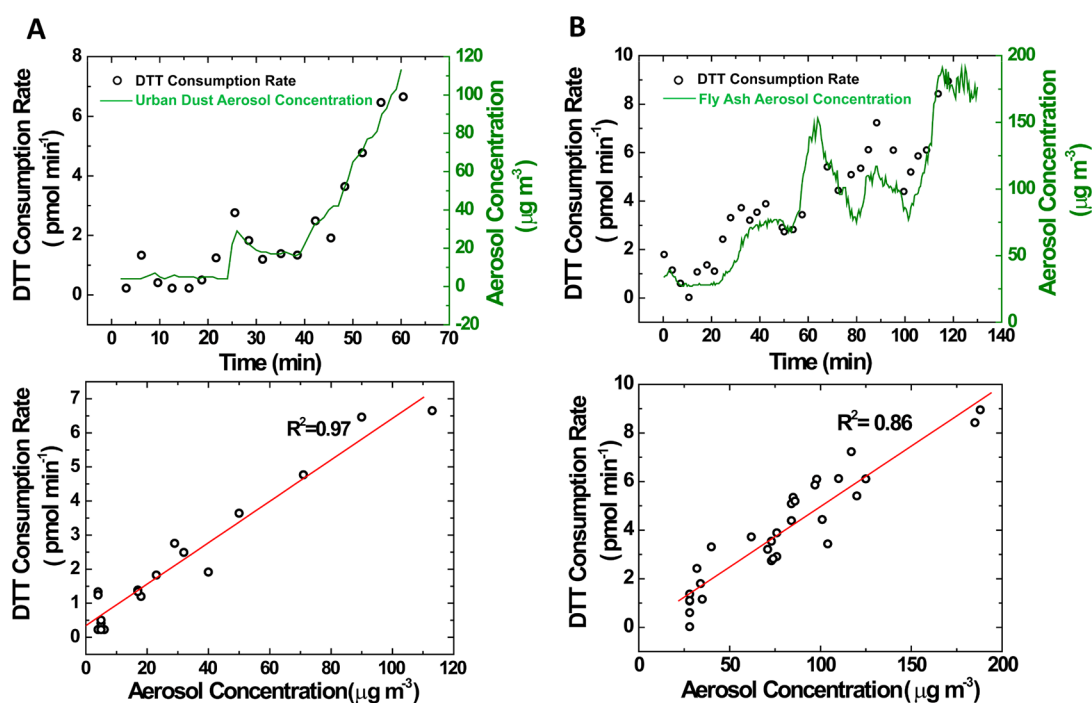 A
DTT Consumption Rate
( pmol min-1)
8
6
4
2
0
DTT Consumption Rate
Urban Dust Aerosol Concentration
120
100
80
60
40
20
0
-20
Aerosol Concentration
(µg m-3)
0 10 20 30 40 50 60 70
Time (min)
B
DTT Consumption Rate
( pmol min-1)
10
8
6
4
2
0
DTT Consumption Rate
Fly Ash Aerosol Concentration
200
150
100
50
0
Aerosol Concentration
(µg m-3)
0 20 40 60 80 100 120 140
Time (min)
DTT Consumption Rate
( pmol min-1)
7
6
5
4
3
2
1
0
R2=0.97
0 20 40 60 80 100 120
Aerosol Concentration(µg m-3)
DTT Consumption Rate
( pmol min-1)
10
8
6
4
2
0
R2= 0.86
0 50 100 150 200
Aerosol Concentration( µg m-3)